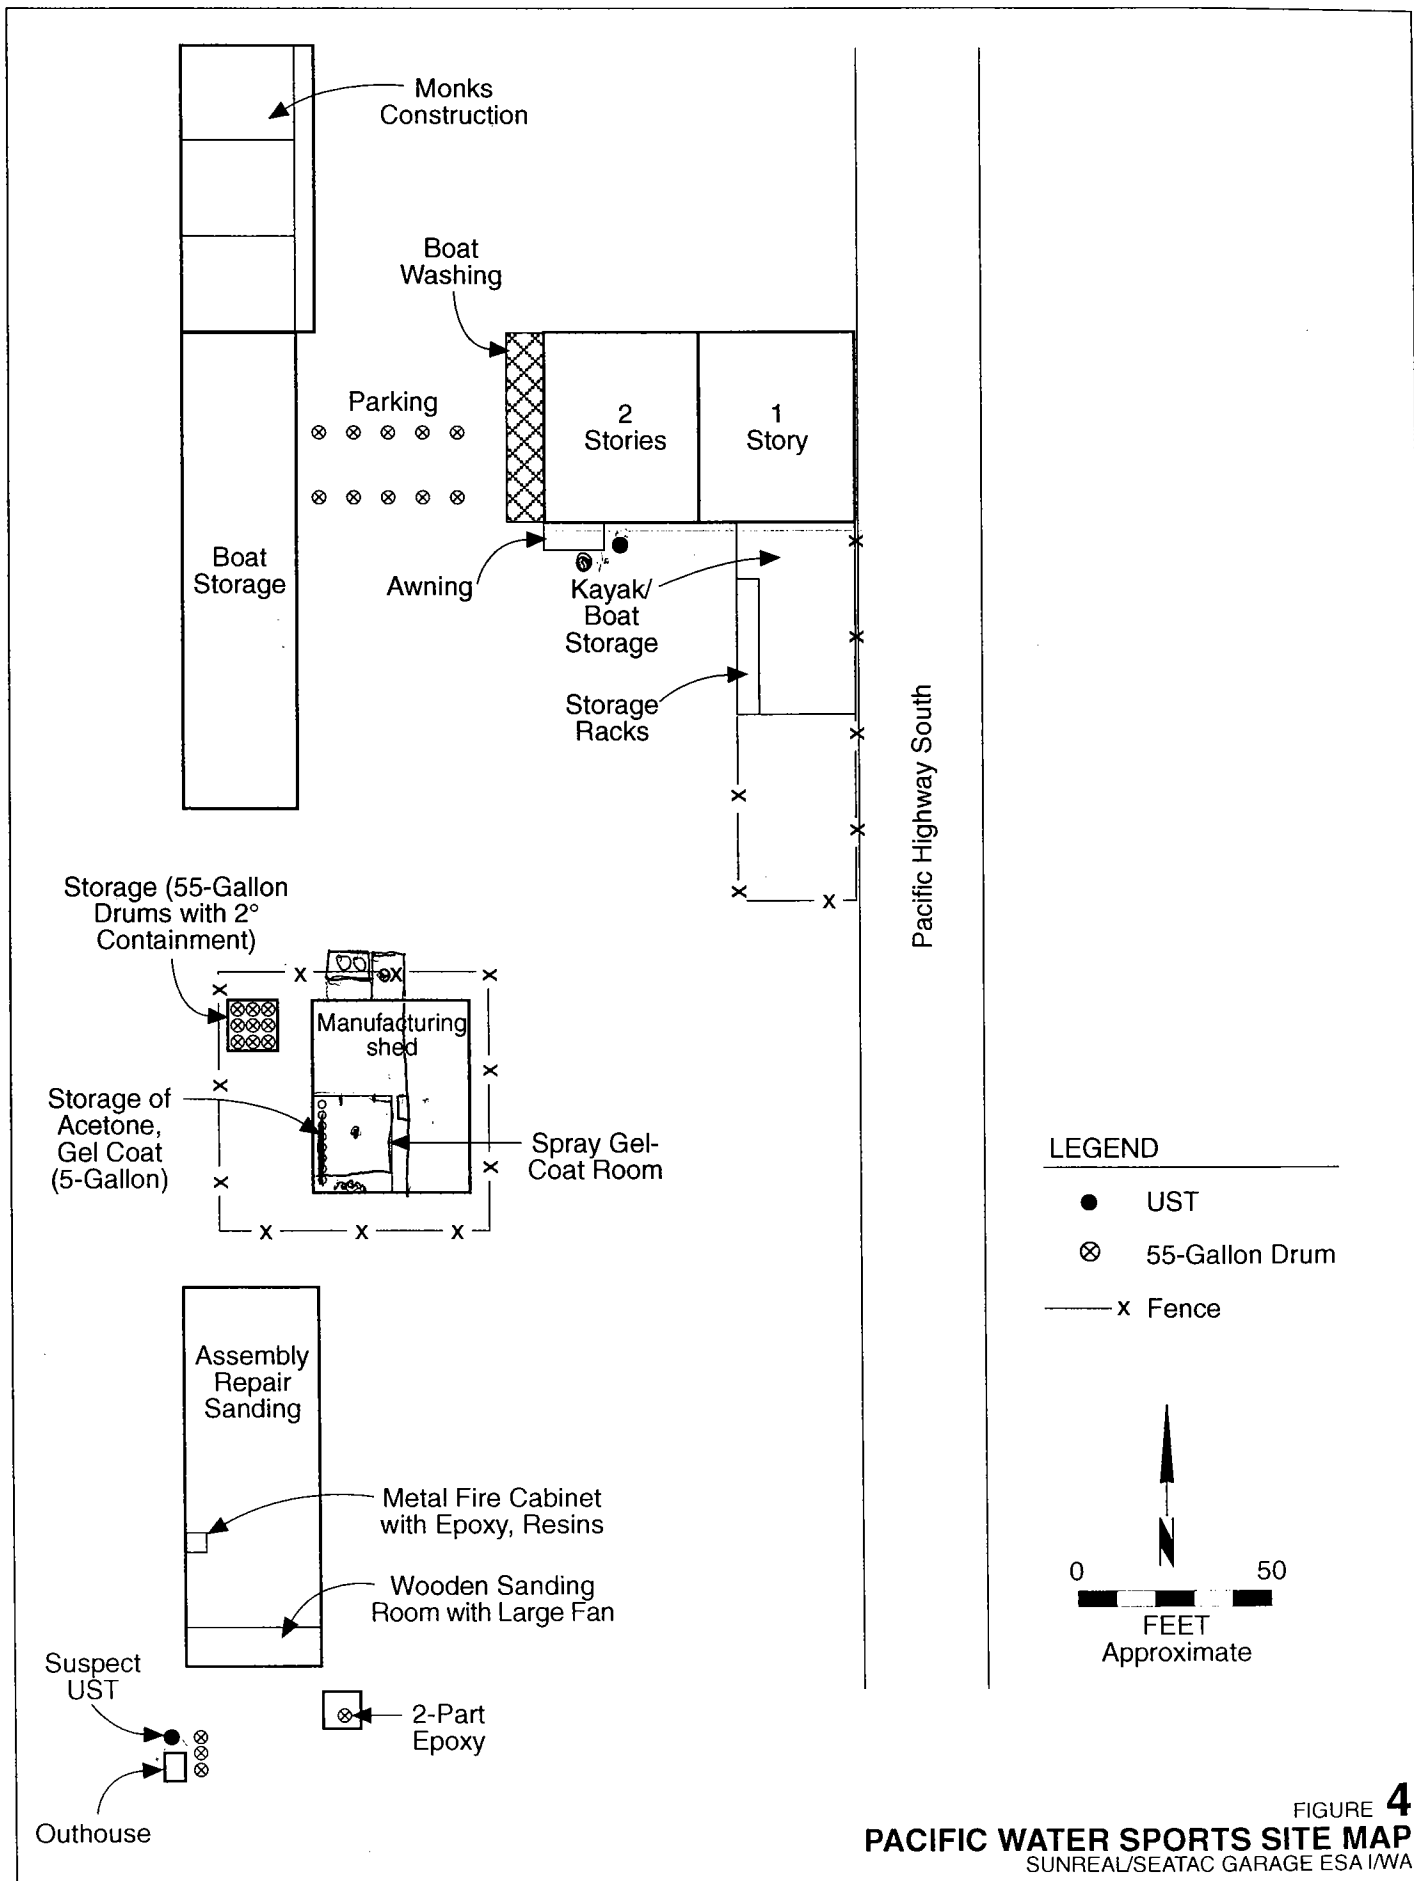 Monks
Construction
Boat
Washing
Parking
2
Stories
1
Story
Boat
Storage
Awning
Kayak/
Boat
Storage
Storage
Racks
Pacific Highway South
Storage (55-Gallon
Drums with 2°
Containment)
Manufacturing
shed
Storage of
Acetone,
Gel Coat
(5-Gallon)
Spray Gel-
Coat Room
LEGEND
UST
55-Gallon Drum
x Fence
Assembly
Repair
Sanding
Metal Fire Cabinet
with Epoxy, Resins
Wooden Sanding
Room with Large Fan
N
0 50
FEET
Approximate
Suspect
UST
2-Part
Epoxy
Outhouse
FIGURE 4
PACIFIC WATER SPORTS SITE MAP
SUNREAL/SEATAC GARAGE ESA I/WA